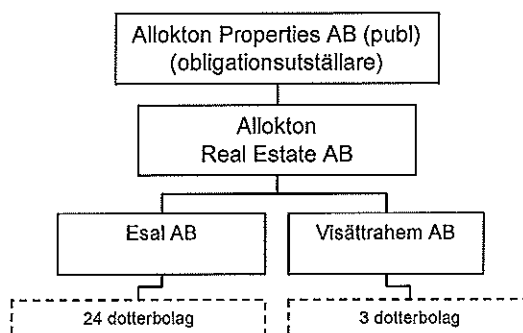 Allokton Properties AB (publ)
(obligationsutställare)
Allokton
Real Estate AB
Esal AB
Visättrahem AB
24 dotterbolag
3 dotterbolag